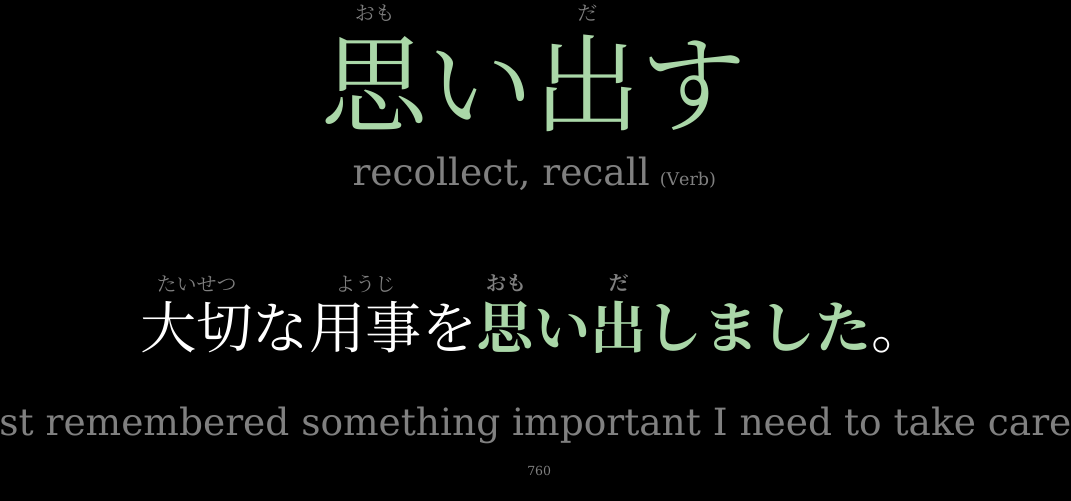 おも だ
思い出す
recollect, recall (Verb)
たいせつ ようじ おも だ
大切な用事を思い出しました。
st remembered something important I need to take care
760